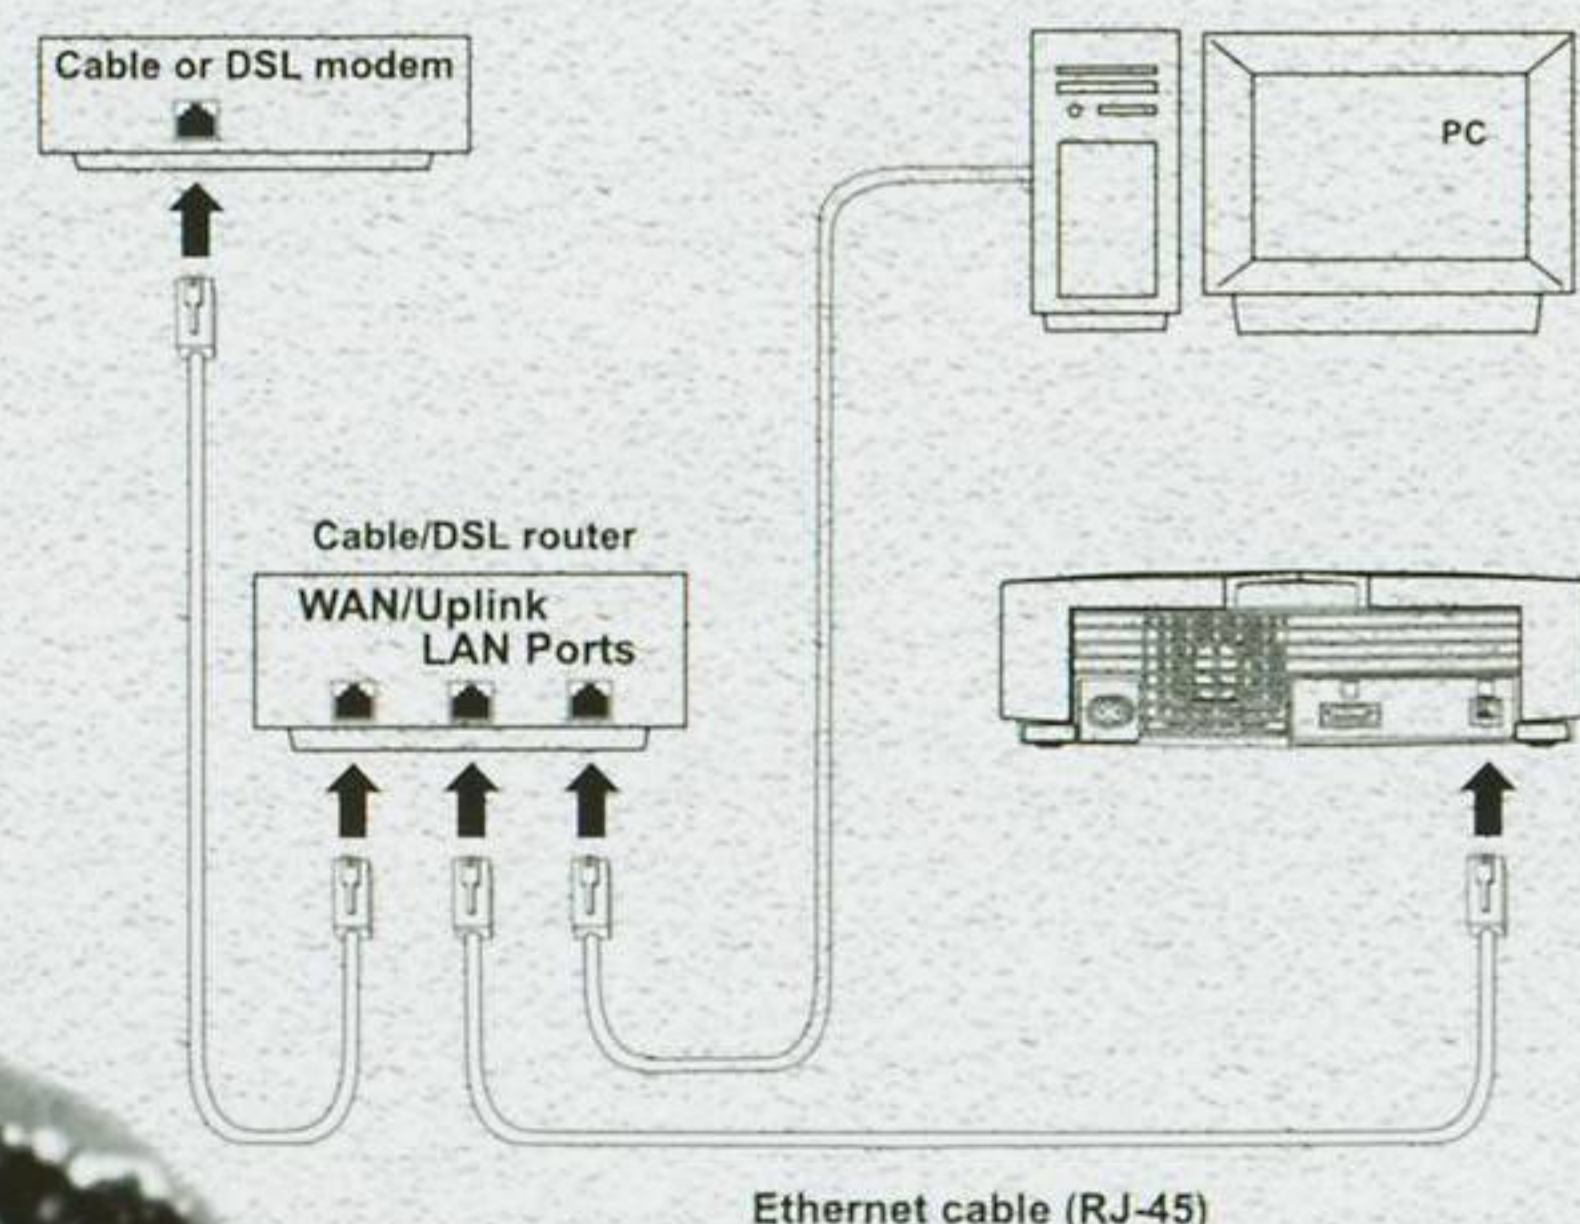 Cable or DSL modem
PC
Cable/DSL router
WAN/Uplink
LAN Ports
Ethernet cable (RJ-45)